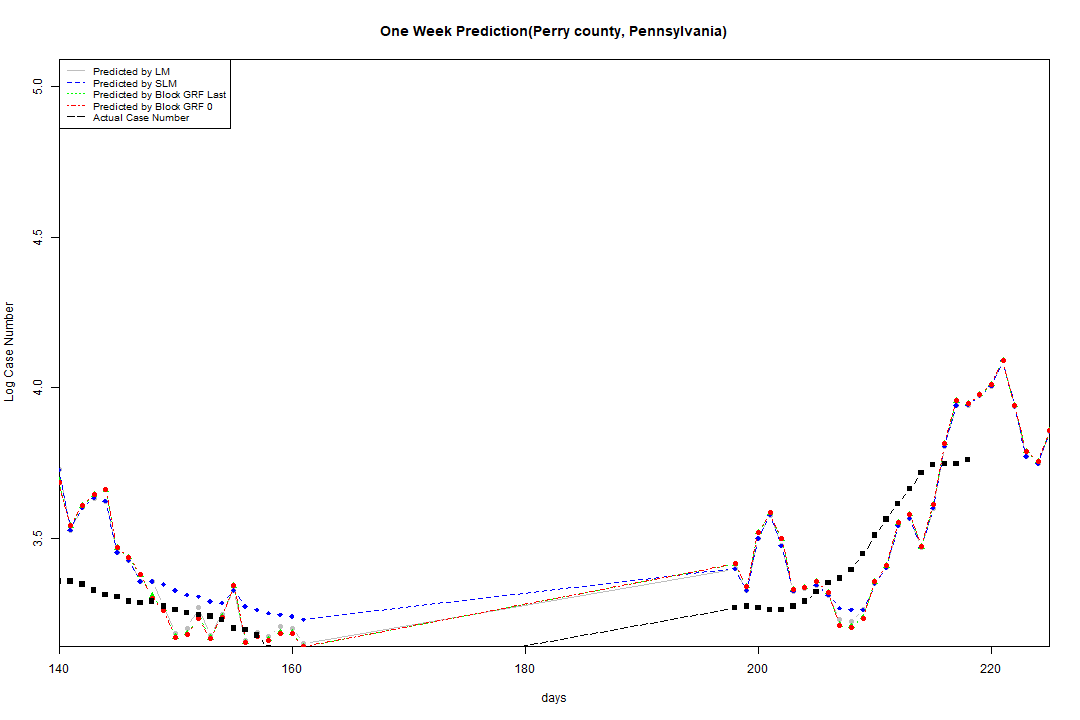 One Week Prediction(Perry county, Pennsylvania)
Predicted by LM
Predicted by SLM
Predicted by Block GRF Last
Predicted by Block GRF 0
Actual Case Number
5.0
4.5
4.0
3.5
Log Case Number
140 160 180 200 220
days